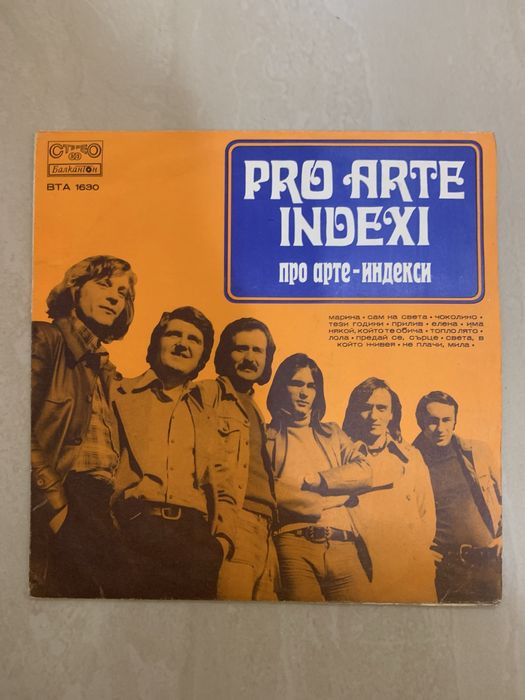 СТЕРЕО
33
Балкантон
ВТА 1630
PRO ARTE
INDEXI
про арте-индекси
марина • сам на света • чоколино •
тези години • прилив • елена • има
някой, който те обича • топло лято •
лола • предай се, сърце • света, в
който живея • не плачи, мила •